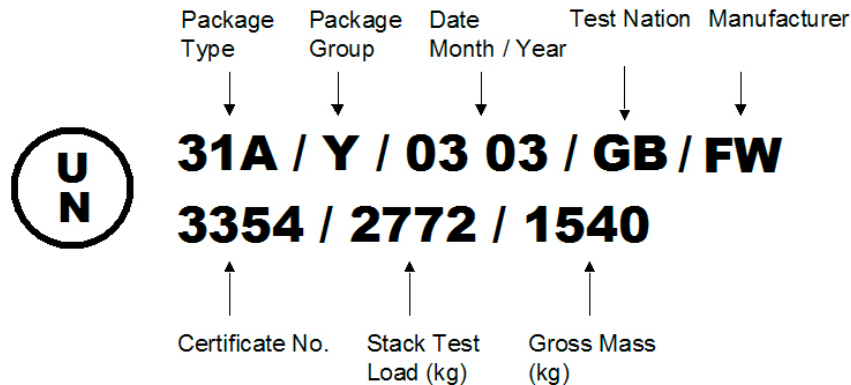 Package Type
Package Group
Date Month / Year
Test Nation
Manufacturer
U
N
31A / Y / 03 03 / GB / FW
3354 / 2772 / 1540
Certificate No.
Stack Test Load (kg)
Gross Mass (kg)